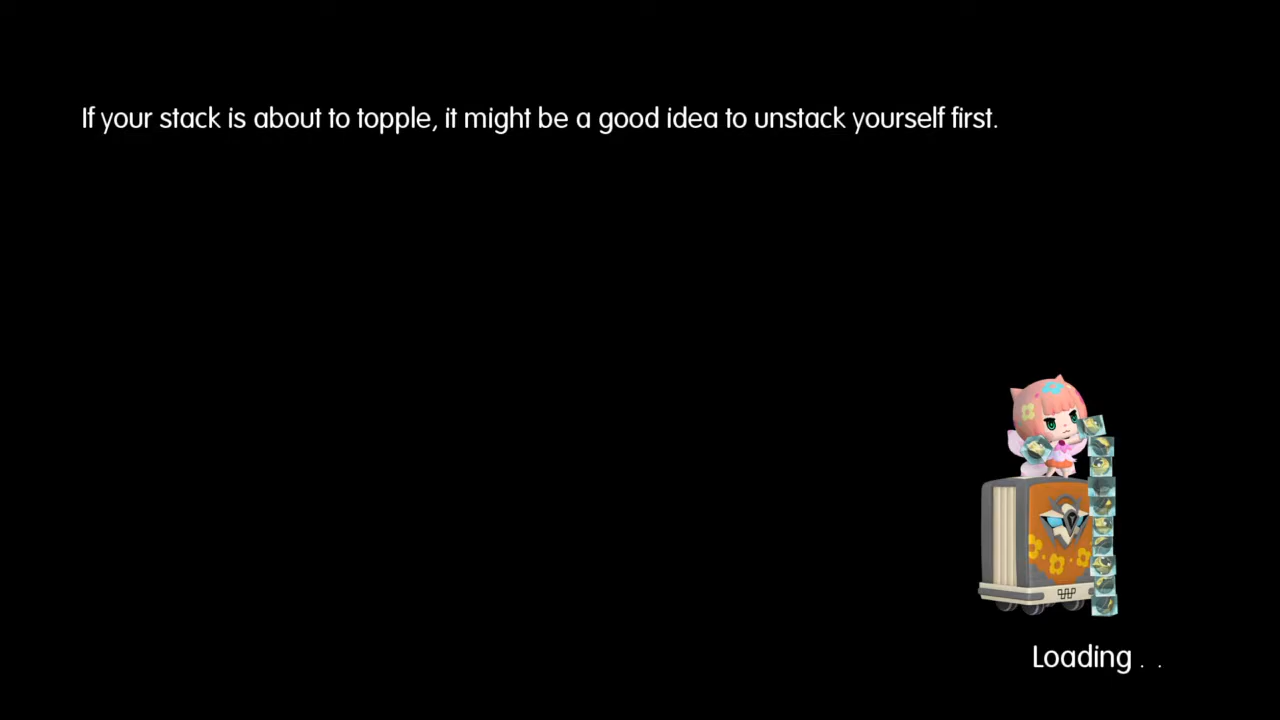 If your stack is about to topple, it might be a good idea to unstack yourself first.
Loading . .